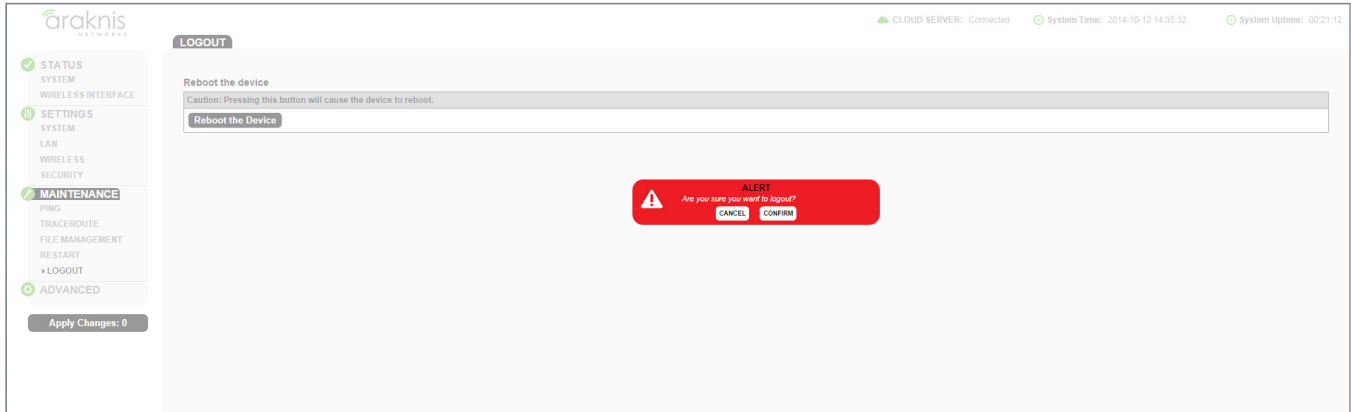 araknis
NETWORKS
CLOUD SERVER: Connected
System Time: 2014-10-12 14:35:32
System Uptime: 00:21:12
LOGOUT
STATUS
SYSTEM
WIRELESS INTERFACE
SETTINGS
SYSTEM
LAN
WIRELESS
SECURITY
MAINTENANCE
PING
TRACEROUTE
FILE MANAGEMENT
RESTART
LOGOUT
ADVANCED
Apply Changes: 0
Reboot the device
Caution: Pressing this button will cause the device to reboot.
Reboot the Device
ALERT
Are you sure you want to logout?
CANCEL CONFIRM